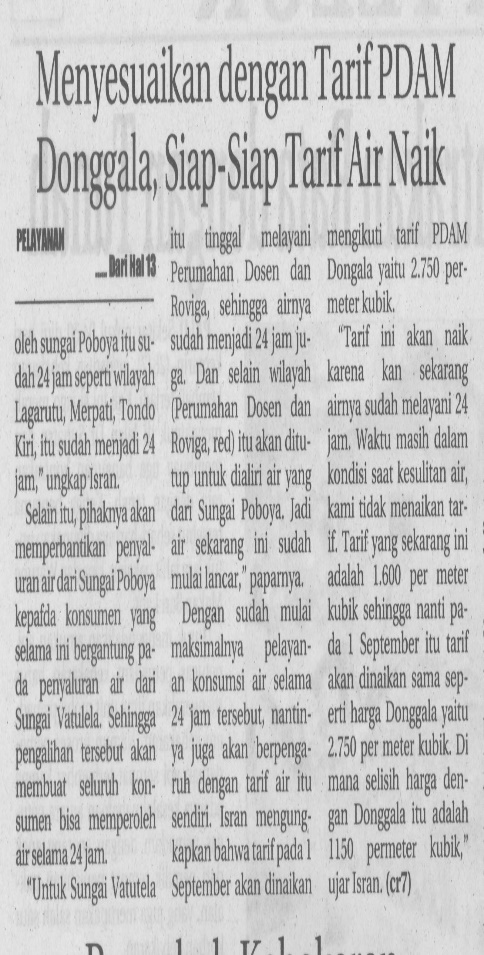 Menyesuaikan dengan Tarif PDAM
Donggala, Siap-Siap Tarif Air Naik
PELAYANAN
.... Dari Hal 13
oleh sungai Poboya itu su-
dah 24 jam seperti wilayah
Lagarutu, Merpati, Tondo
Kiri, itu sudah menjadi 24
jam," ungkap Isran.
Selain itu, pihaknya akan
memperbantikan penyal-
uran air dari Sungai Poboya
kepafda konsumen yang
selama ini bergantung pa-
da penyaluran air dari
Sungai Vatulela. Sehingga
pengalihan tersebut akan
membuat seluruh kon-
sumen bisa memperoleh
air selama 24 jam.
"Untuk Sungai Vatutela
itu tinggal melayani
Perumahan Dosen dan
Roviga, sehingga airnya
sudah menjadi 24 jam ju-
ga. Dan selain wilayah
(Perumahan Dosen dan
Roviga, red) itu akan ditu-
tup untuk dialiri air yang
dari Sungai Poboya. Jadi
air sekarang ini sudah
mulai lancar," paparnya.
Dengan sudah mulai
maksimalnya pelayan-
an konsumsi air selama
24 jam tersebut, nantin-
ya juga akan berpenga-
ruh dengan tarif air itu
sendiri. Isran mengung-
kapkan bahwa tarif pada 1
September akan dinaikan
mengikuti tarif PDAM
Dongala yaitu 2.750 per-
meter kubik.
"Tarif ini akan naik
karena kan sekarang
airnya sudah melayani 24
jam. Waktu masih dalam
kondisi saat kesulitan air,
kami tidak menaikan tar-
if. Tarif yang sekarang ini
adalah 1.600 per meter
kubik sehingga nanti pa-
da 1 September itu tarif
akan dinaikan sama sep-
erti harga Donggala yaitu
2.750 per meter kubik. Di
mana selisih harga den-
gan Donggala itu adalah
1150 permeter kubik,"
ujar Isran. (cr7)